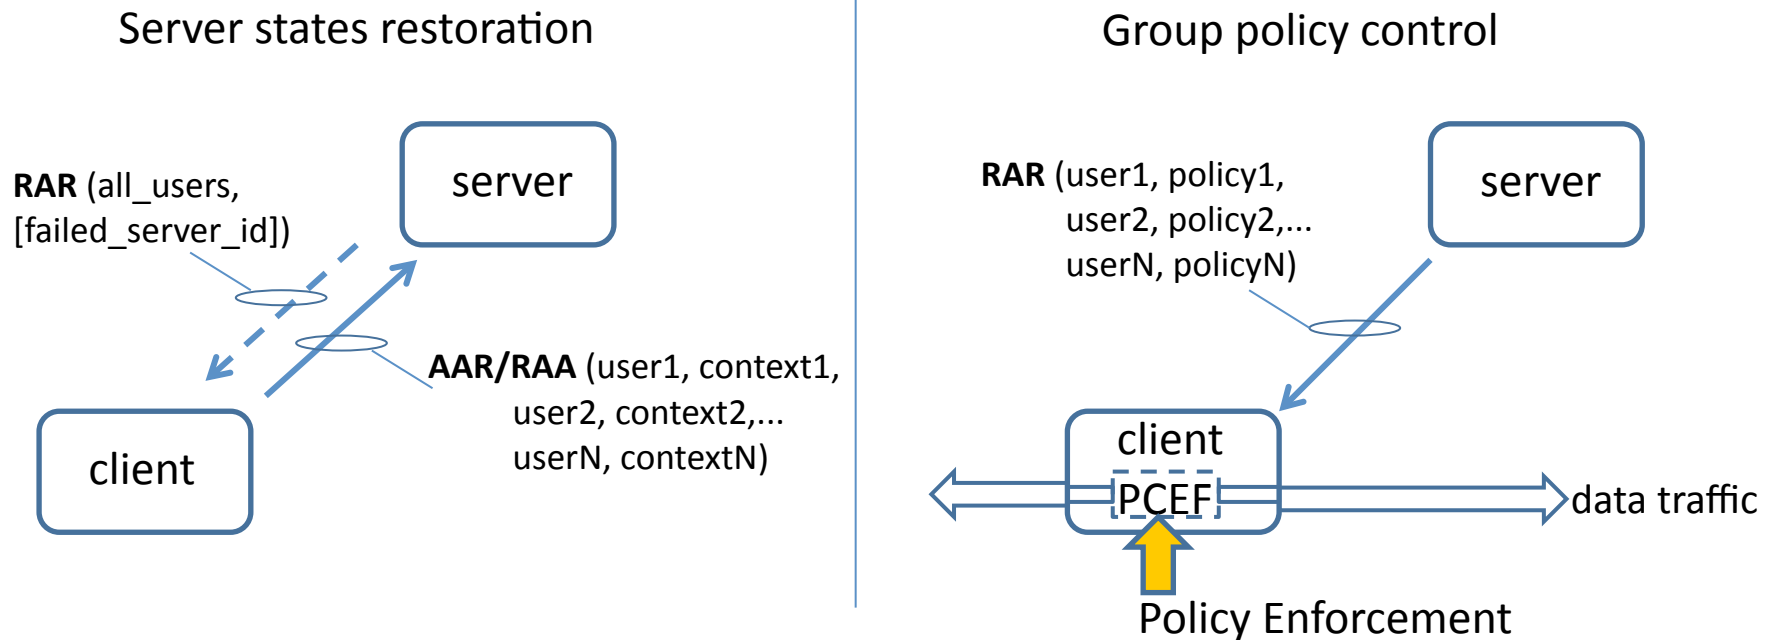 Server states restoration
server
RAR (all_users,
[failed_server_id])
AAR/RAA (user1, context1,
user2, context2,...
userN, contextN)
client
Group policy control
RAR (user1, policy1,
user2, policy2,...
userN, policyN)
server
client
PCEF
data traffic
Policy Enforcement